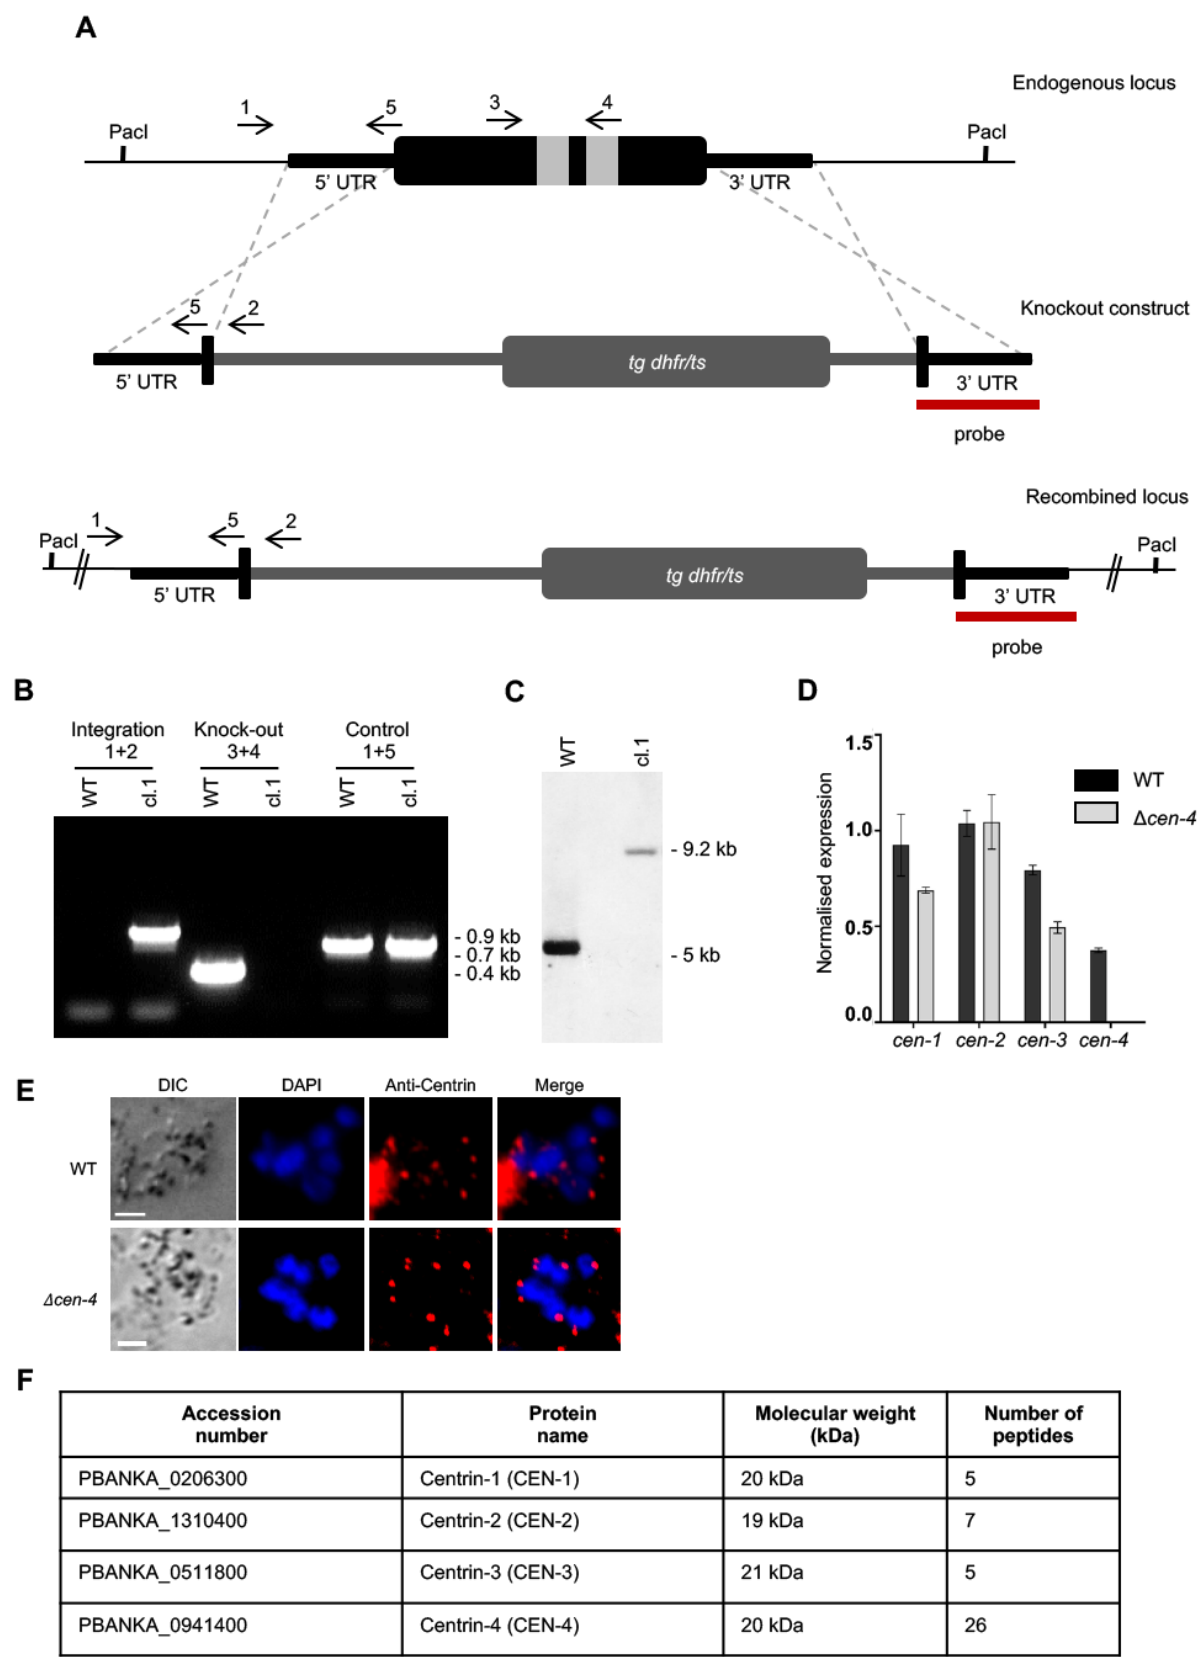 A
Endogenous locus
1
5
3
4
PacI
PacI
5' UTR
3' UTR
Knockout construct
5
2
tg dhfr/ts
5' UTR
3' UTR
probe
Recombined locus
1
5
2
PacI
PacI
tg dhfr/ts
5' UTR
3' UTR
probe
B
Integration Knock-out Control
1+2 3+4 1+5
WT cl.1 WT cl.1 WT cl.1
- 0.9 kb
- 0.7 kb
- 0.4 kb
C
WT cl.1
- 9.2 kb
- 5 kb
D
Normalised expression
1.5
1.0
0.5
0.0
cen-1 cen-2 cen-3 cen-4
WT
Δcen-4
E
DIC DAPI Anti-Centrin Merge
WT
Δcen-4
F
Accession number Protein name Molecular weight (kDa) Number of peptides
PBANKA_0206300 Centrin-1 (CEN-1) 20 kDa 5
PBANKA_1310400 Centrin-2 (CEN-2) 19 kDa 7
PBANKA_0511800 Centrin-3 (CEN-3) 21 kDa 5
PBANKA_0941400 Centrin-4 (CEN-4) 20 kDa 26